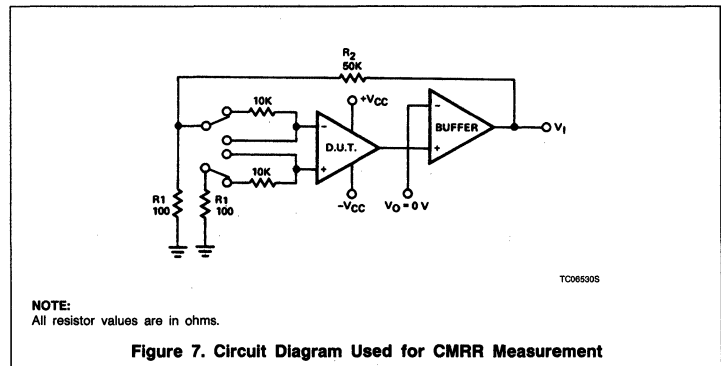 R2
50K
10K
+VCC
−
D.U.T.
+
−
BUFFER
+
Vf
10K
−VCC
VO = 0 V
R1
100
R1
100
TC06530S
NOTE:
All resistor values are in ohms.
Figure 7. Circuit Diagram Used for CMRR Measurement